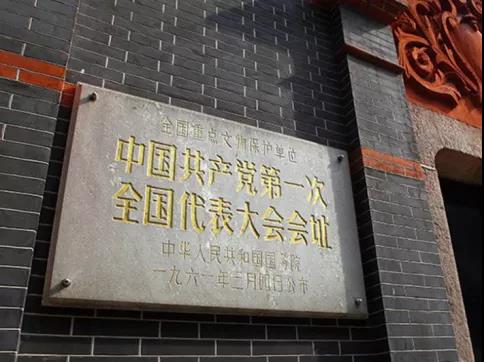 全国重点文物保护单位
中国共产党第一次
全国代表大会会址
中华人民共和国国务院
一九六一年三月四日公布